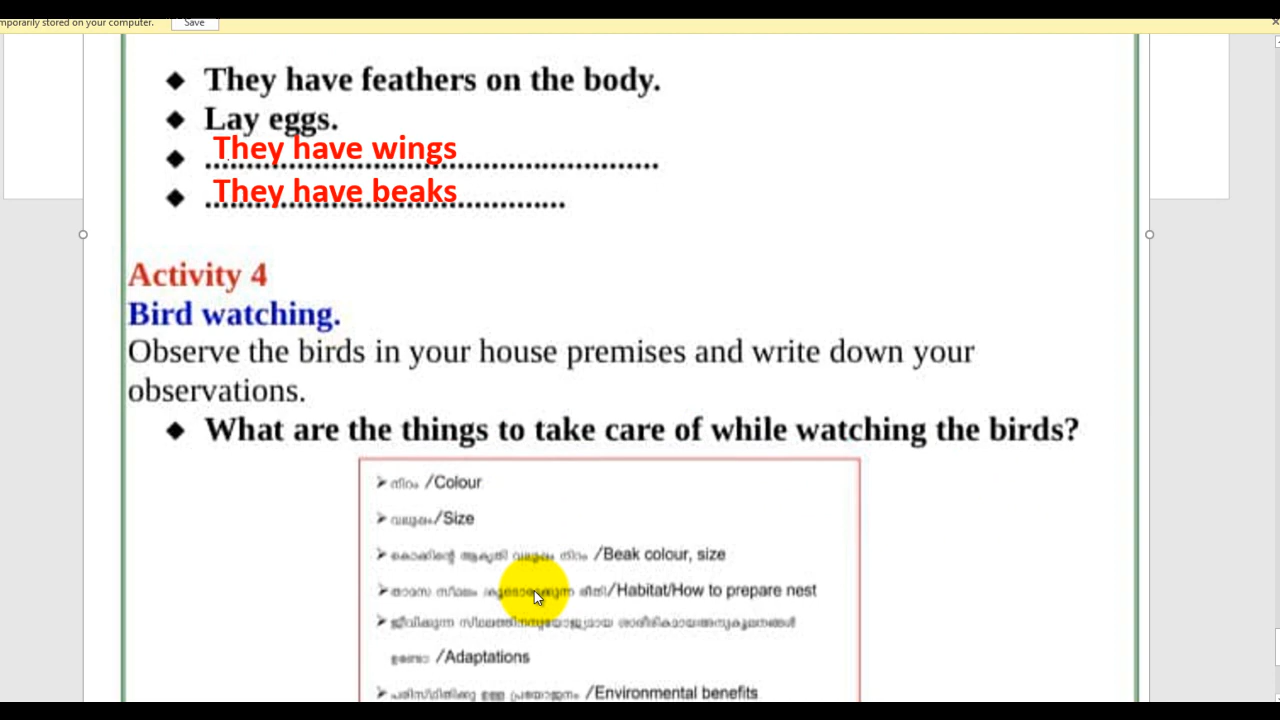 mporarily stored on your computer. Save
They have feathers on the body.
Lay eggs.
They have wings
They have beaks
Activity 4
Bird watching.
Observe the birds in your house premises and write down your
observations.
What are the things to take care of while watching the birds?
നിറം /Colour
വലുപ്പം/Size
/Beak colour, size
/Habitat/How to prepare nest
/Adaptations
/Environmental benefits